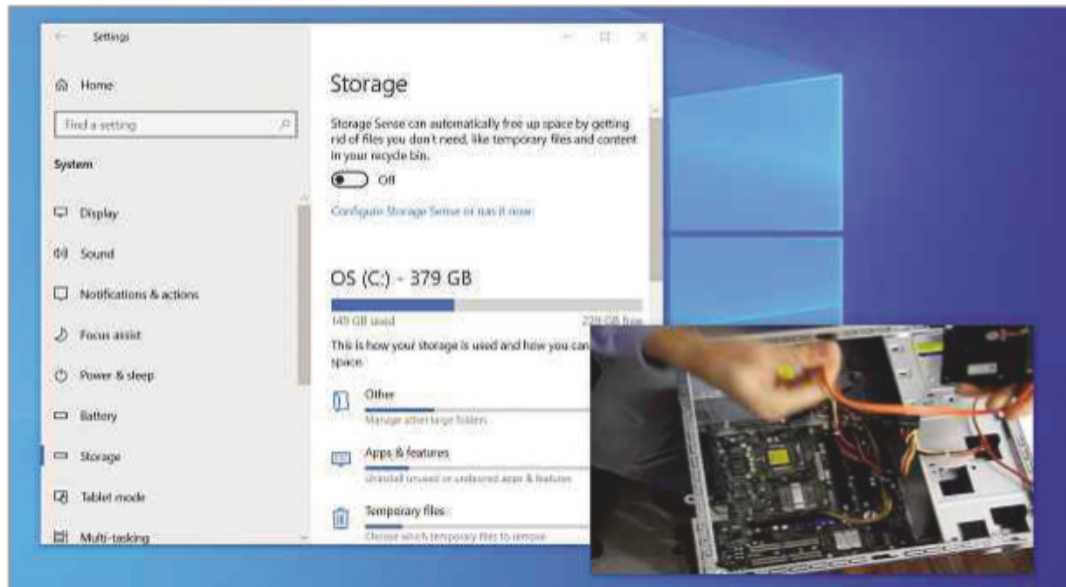 Settings
Home
Find a setting
System
Display
Sound
Notifications & actions
Focus assist
Power & sleep
Battery
Storage
Tablet mode
Multi-tasking
Storage
Storage Sense can automatically free up space by getting
rid of files you don't need, like temporary files and content
in your recycle bin.
Off
Configure Storage Sense or run it now
OS (C:) - 379 GB
149 GB used
229 GB free
This is how your storage is used and how you can
space.
Other
Manage other large folders
Apps & features
Uninstall unused or undesired apps & features
Temporary files
Choose which temporary files to remove